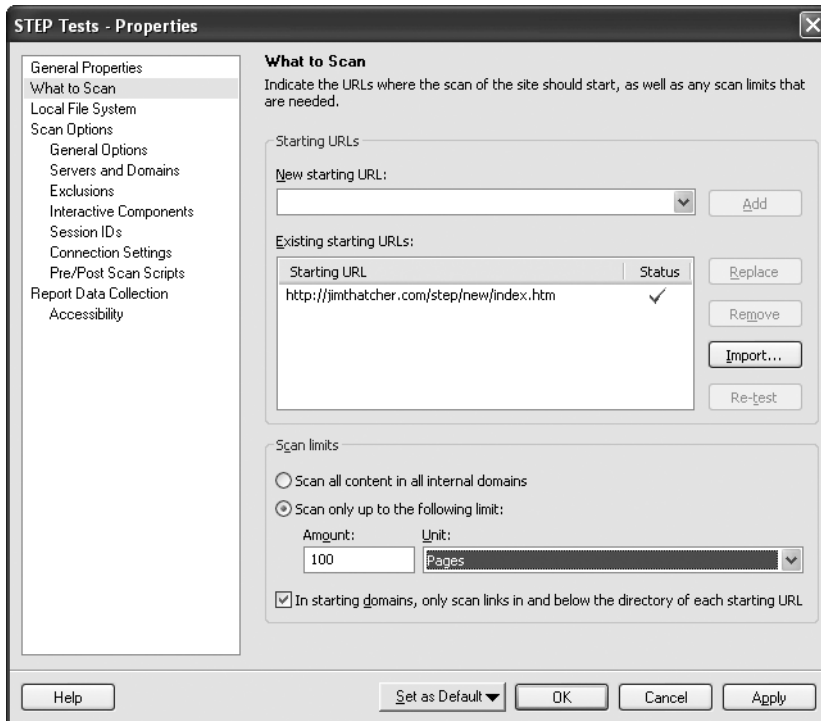 STEP Tests - Properties
General Properties
What to Scan
Local File System
Scan Options
General Options
Servers and Domains
Exclusions
Interactive Components
Session IDs
Connection Settings
Pre/Post Scan Scripts
Report Data Collection
Accessibility
What to Scan
Indicate the URLs where the scan of the site should start, as well as any scan limits that
are needed.
Starting URLs
New starting URL:
Add
Existing starting URLs:
Starting URL Status
http://jimthatcher.com/step/new/index.htm
Replace
Remove
Import...
Re-test
Scan limits
Scan all content in all internal domains
Scan only up to the following limit:
Amount: Unit:
100 Pages
In starting domains, only scan links in and below the directory of each starting URL
Help Set as Default OK Cancel Apply